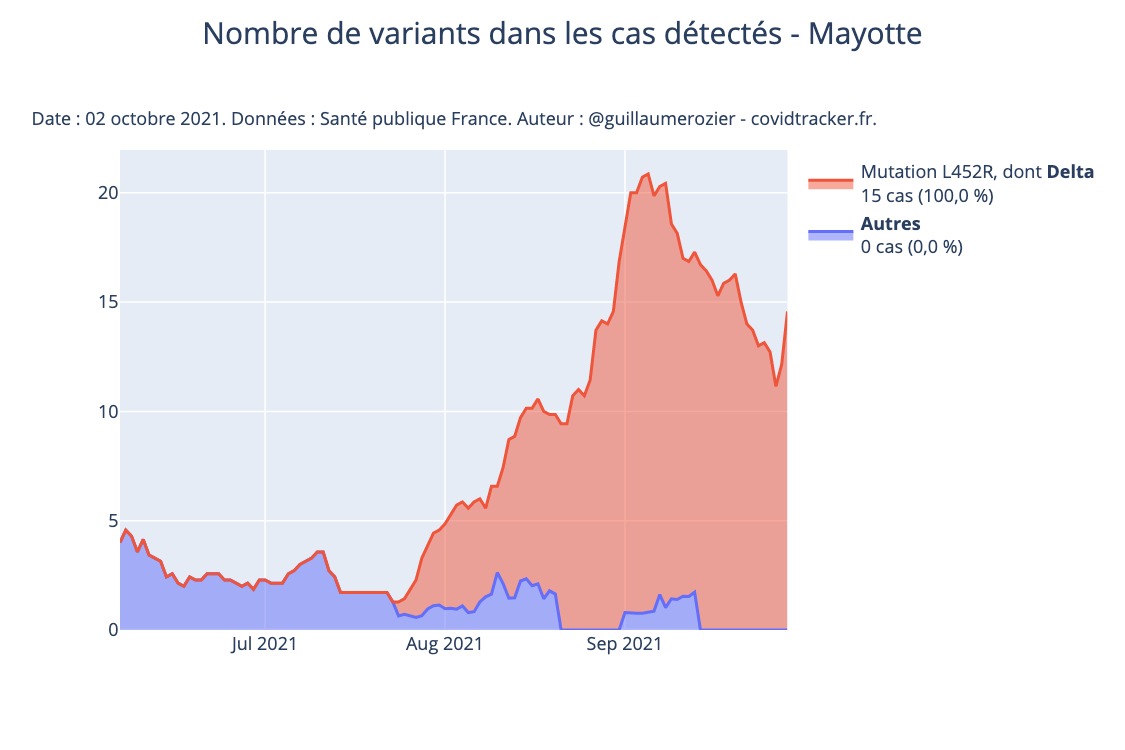 Nombre de variants dans les cas détectés - Mayotte
Date : 02 octobre 2021. Données : Santé publique France. Auteur : @guillaumerozier - covidtracker.fr.
Mutation L452R, dont Delta
15 cas (100,0 %)
Autres
0 cas (0,0 %)
20
15
10
5
0
Jul 2021
Aug 2021
Sep 2021